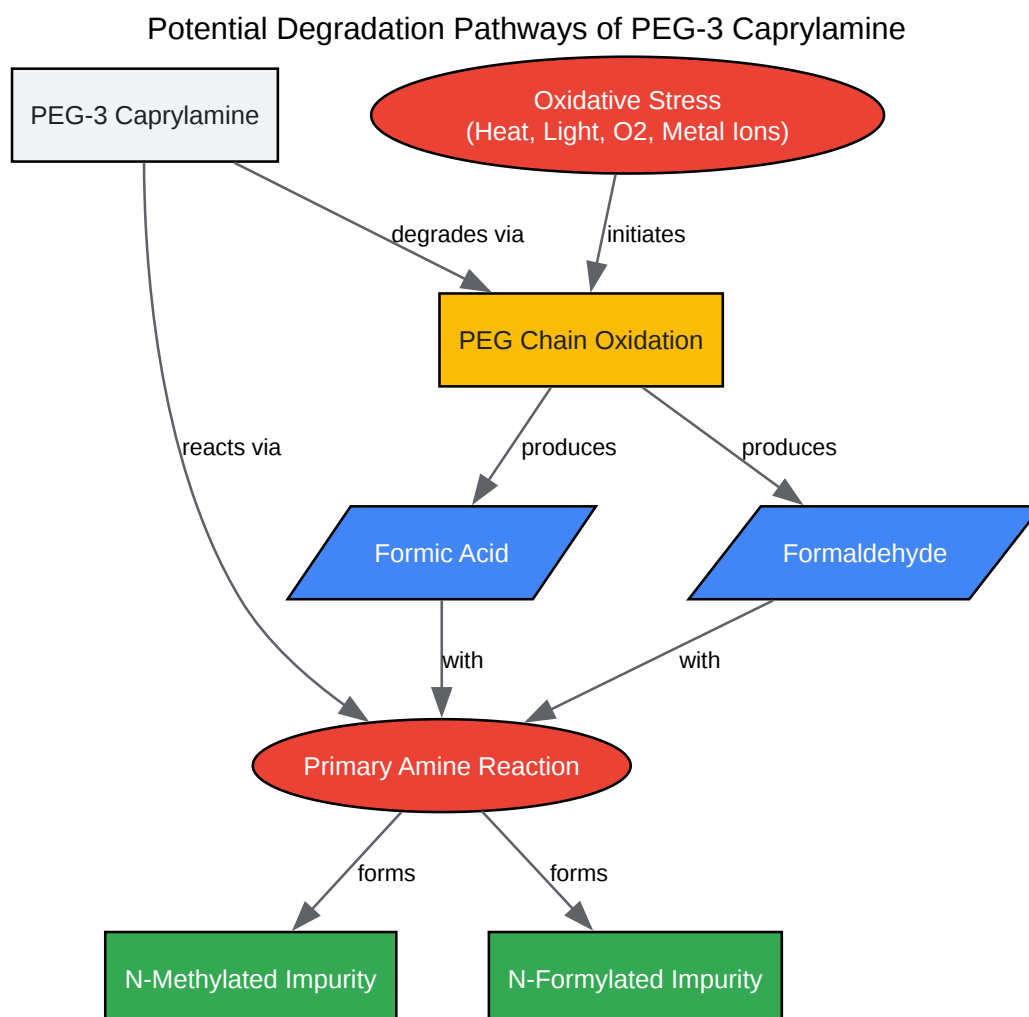 Potential Degradation Pathways of PEG-3 Caprylamine
PEG-3 Caprylamine
Oxidative Stress
(Heat, Light, O2, Metal Ions)
degrades via
initiates
PEG Chain Oxidation
reacts via
produces
produces
Formic Acid
Formaldehyde
with
with
Primary Amine Reaction
forms
forms
N-Methylated Impurity
N-Formylated Impurity